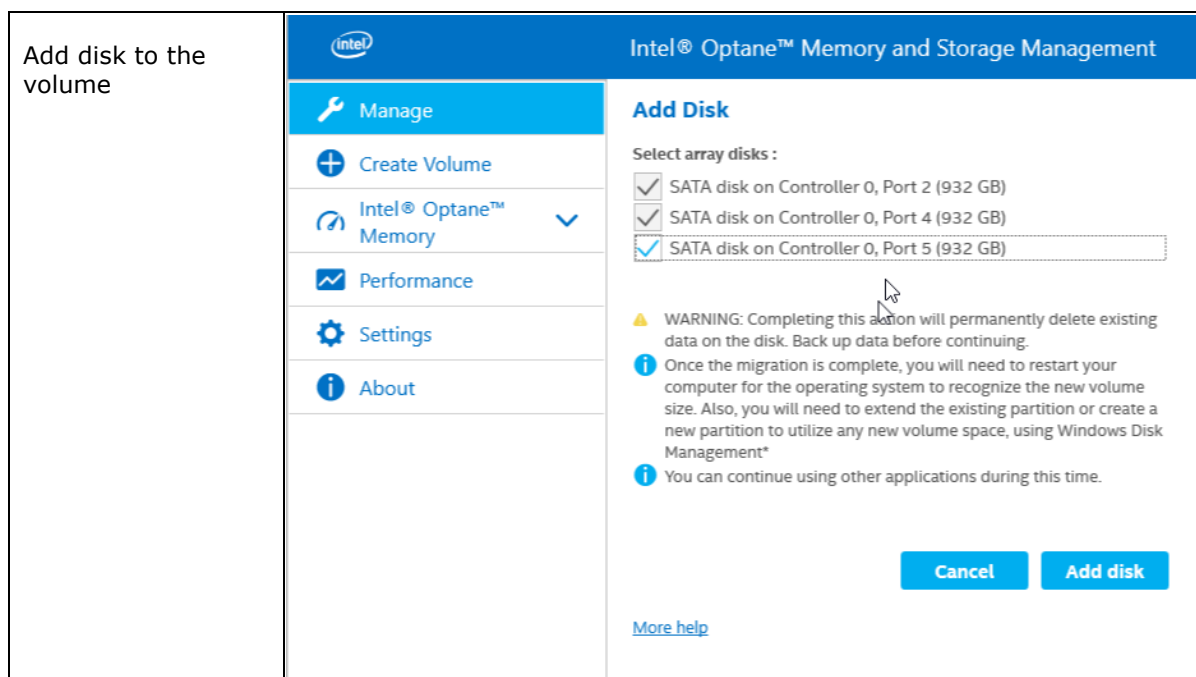 Add disk to the
volume
intel
Intel® Optane™ Memory and Storage Management
Manage
Create Volume
Intel® Optane™
Memory
Performance
Settings
About
Add Disk
Select array disks :
SATA disk on Controller 0, Port 2 (932 GB)
SATA disk on Controller 0, Port 4 (932 GB)
SATA disk on Controller 0, Port 5 (932 GB)
WARNING: Completing this action will permanently delete existing
data on the disk. Back up data before continuing.
Once the migration is complete, you will need to restart your
computer for the operating system to recognize the new volume
size. Also, you will need to extend the existing partition or create a
new partition to utilize any new volume space, using Windows Disk
Management*
You can continue using other applications during this time.
Cancel
Add disk
More help